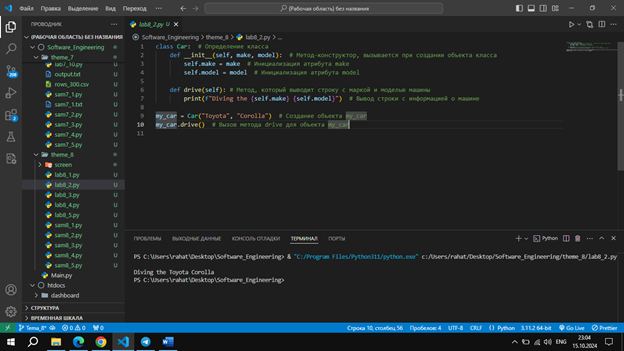 Файл Правка Выделение Вид Переход ...
(Рабочая область) без названия
ПРОВОДНИК
(РАБОЧАЯ ОБЛАСТЬ) БЕЗ НАЗВАН...
Software_Engineering
theme_7
lab7_10.py U
output.txt U
rows_300.csv U
sam7_1.py U
sam7_1.txt U
sam7_2.py U
sam7_3.py U
sam7_4.py U
sam7_5.py U
theme_8
screen
lab8_1.py U
lab8_2.py U
lab8_3.py U
lab8_4.py U
lab8_5.py U
sam8_1.py U
sam8_2.py U
sam8_3.py U
sam8_4.py U
sam8_5.py U
Main.py
htdocs
dashboard
СТРУКТУРА
ВРЕМЕННАЯ ШКАЛА
lab8_2.py U
Software_Engineering > theme_8 > lab8_2.py > ...
1 class Car: # Определение класса
2 def __init__(self, make, model): # Метод-конструктор, вызывается при создании объекта класса
3 self.make = make # Инициализация атрибута make
4 self.model = model # Инициализация атрибута model
5
6 def drive(self): # Метод, который выводит строку с маркой и моделью машины
7 print(f"Diving the {self.make} {self.model}") # Вывод строки с информацией о машине
8
9 my_car = Car("Toyota", "Corolla") # Создание объекта my_car
10 my_car.drive() # Вызов метода drive для объекта my_car
11
ПРОБЛЕМЫ ВЫХОДНЫЕ ДАННЫЕ КОНСОЛЬ ОТЛАДКИ ТЕРМИНАЛ ПОРТЫ
Python
PS C:\Users\rahat\Desktop\Software_Engineering> & "C:/Program Files/Python311/python.exe" c:/Users/rahat/Desktop/Software_Engineering/theme_8/lab8_2.py
Diving the Toyota Corolla
PS C:\Users\rahat\Desktop\Software_Engineering>
Tema_8* 0 0 0 Строка 10, столбец 56 Пробелов: 4 UTF-8 CRLF Python 3.11.2 64-bit Go Live Prettier
ENG 23:04
15.10.2024